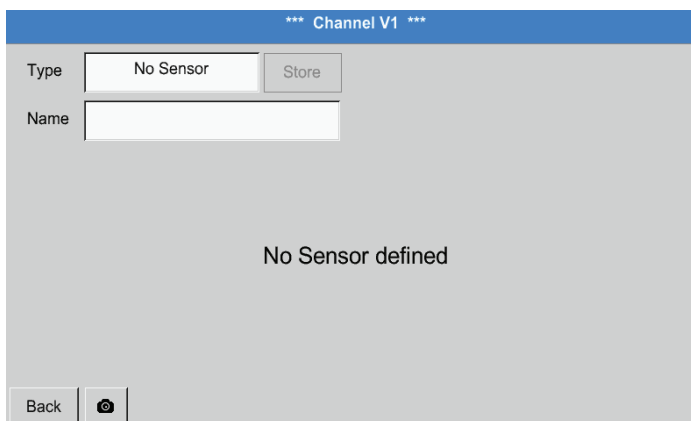 *** Channel V1 ***
Type No Sensor Store
Name
No Sensor defined
Back